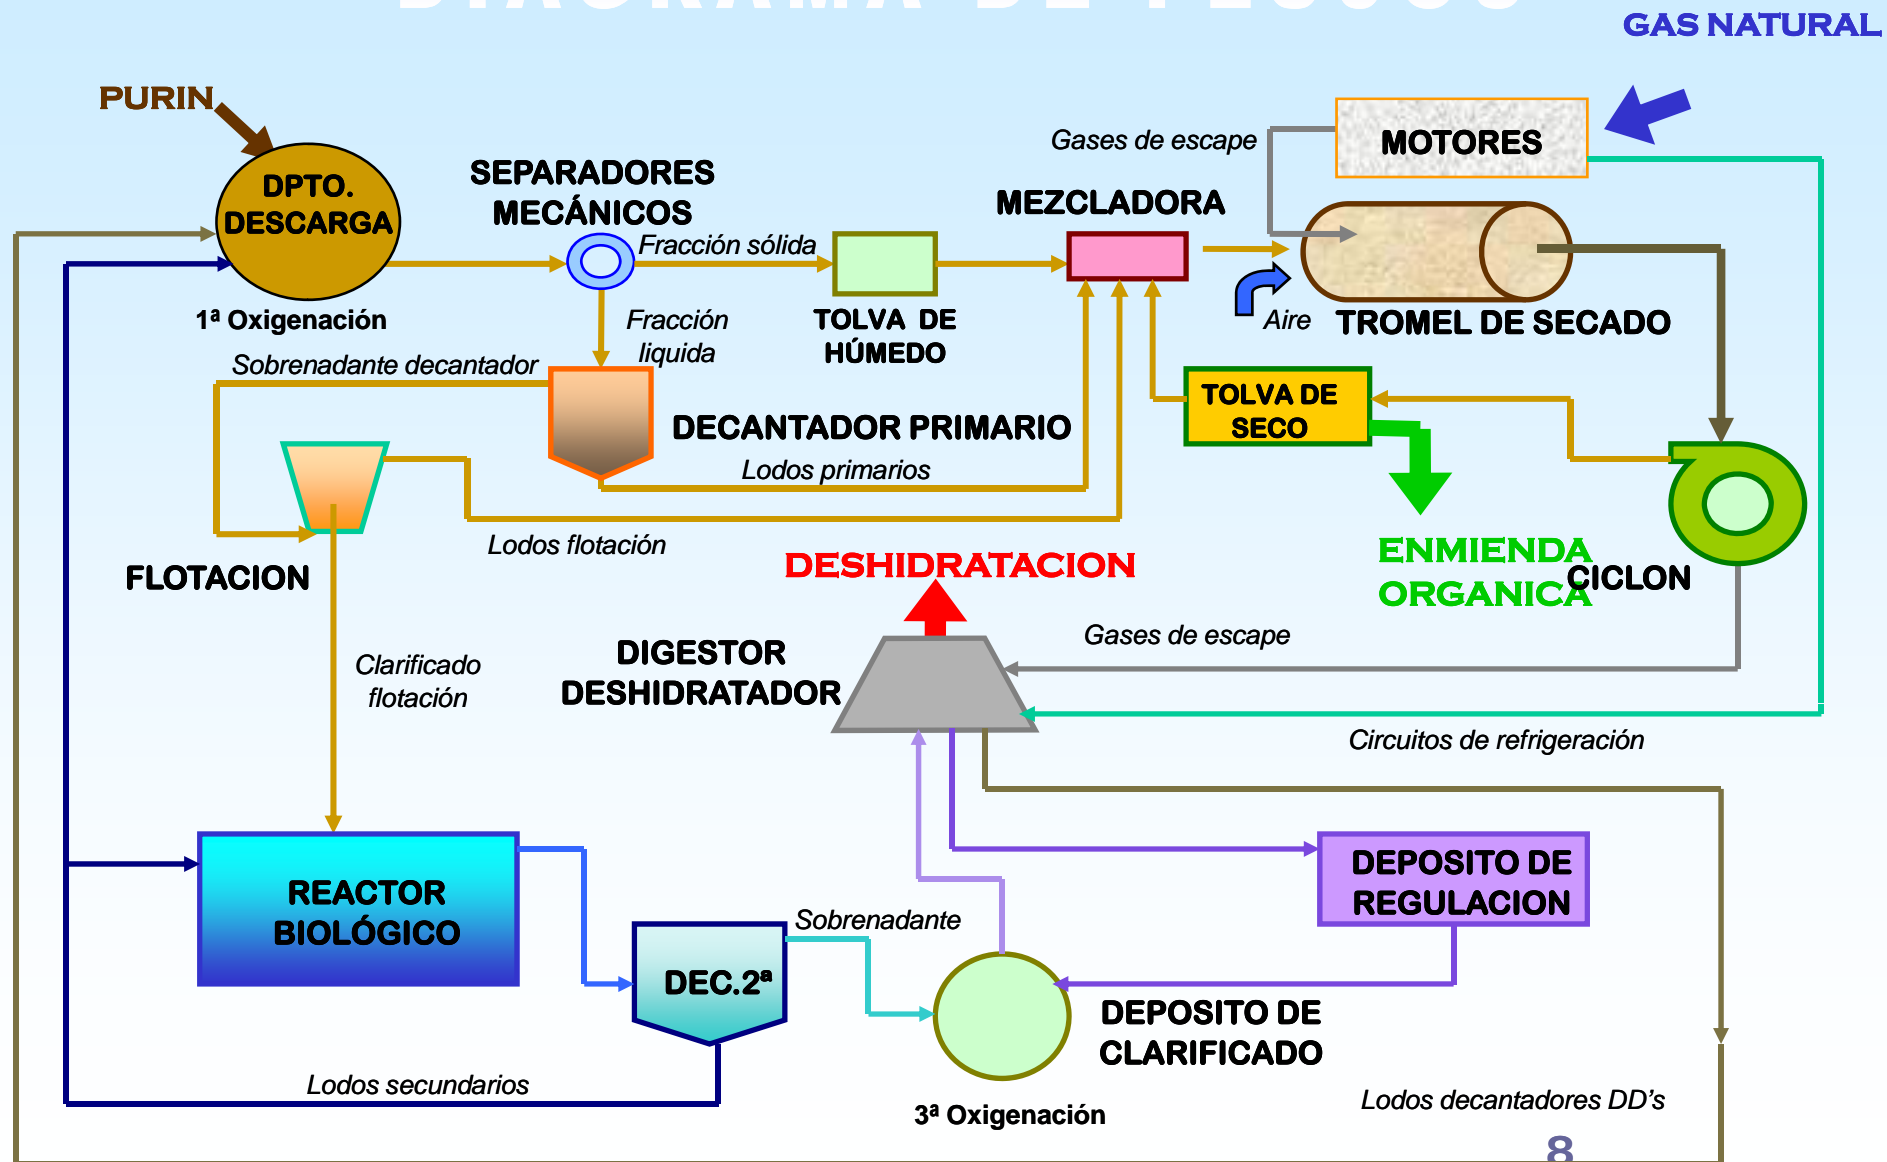 DIAGRAMA DE FLUJOS
GAS NATURAL
PURIN
MOTORES
Gases de escape
SEPARADORES
MECÁNICOS
DPTO.
DESCARGA
MEZCLADORA
Fracción sólida
1ª Oxigenación
Fracción
liquida
TOLVA DE
HÚMEDO
Aire
TROMEL DE SECADO
Sobrenadante decantador
TOLVA DE
SECO
DECANTADOR PRIMARIO
Lodos primarios
Lodos flotación
FLOTACION
DESHIDRATACION
ENMIENDA
ORGANICA
CICLON
Gases de escape
DIGESTOR
DESHIDRATADOR
Clarificado
flotación
Circuitos de refrigeración
REACTOR
BIOLÓGICO
DEPOSITO DE
REGULACION
Sobrenadante
DEC.2ª
DEPOSITO DE
CLARIFICADO
Lodos secundarios
3ª Oxigenación
Lodos decantadores DD's
8